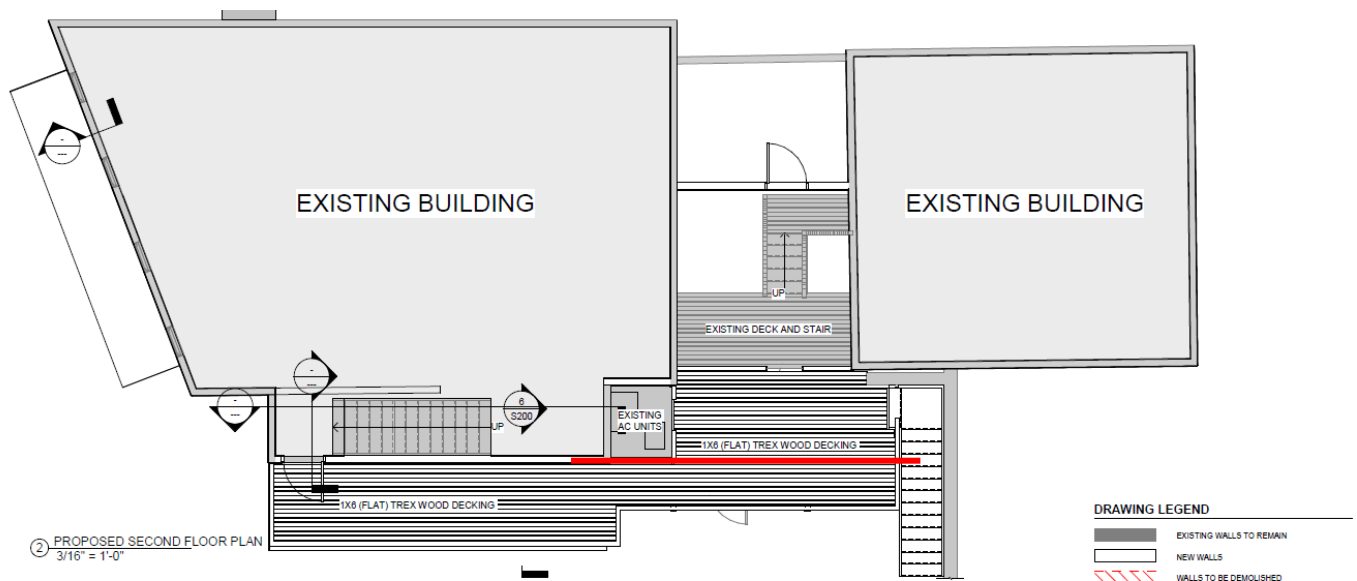 EXISTING BUILDING
EXISTING BUILDING
UP
EXISTING DECK AND STAIR
-
---
-
---
-
---
6
S200
EXISTING
AC UNITS
UP
1X6 (FLAT) TREX WOOD DECKING
1X6 (FLAT) TREX WOOD DECKING
2
PROPOSED SECOND FLOOR PLAN
3/16" = 1'-0"
DRAWING LEGEND
EXISTING WALLS TO REMAIN
NEW WALLS
WALLS TO BE DEMOLISHED